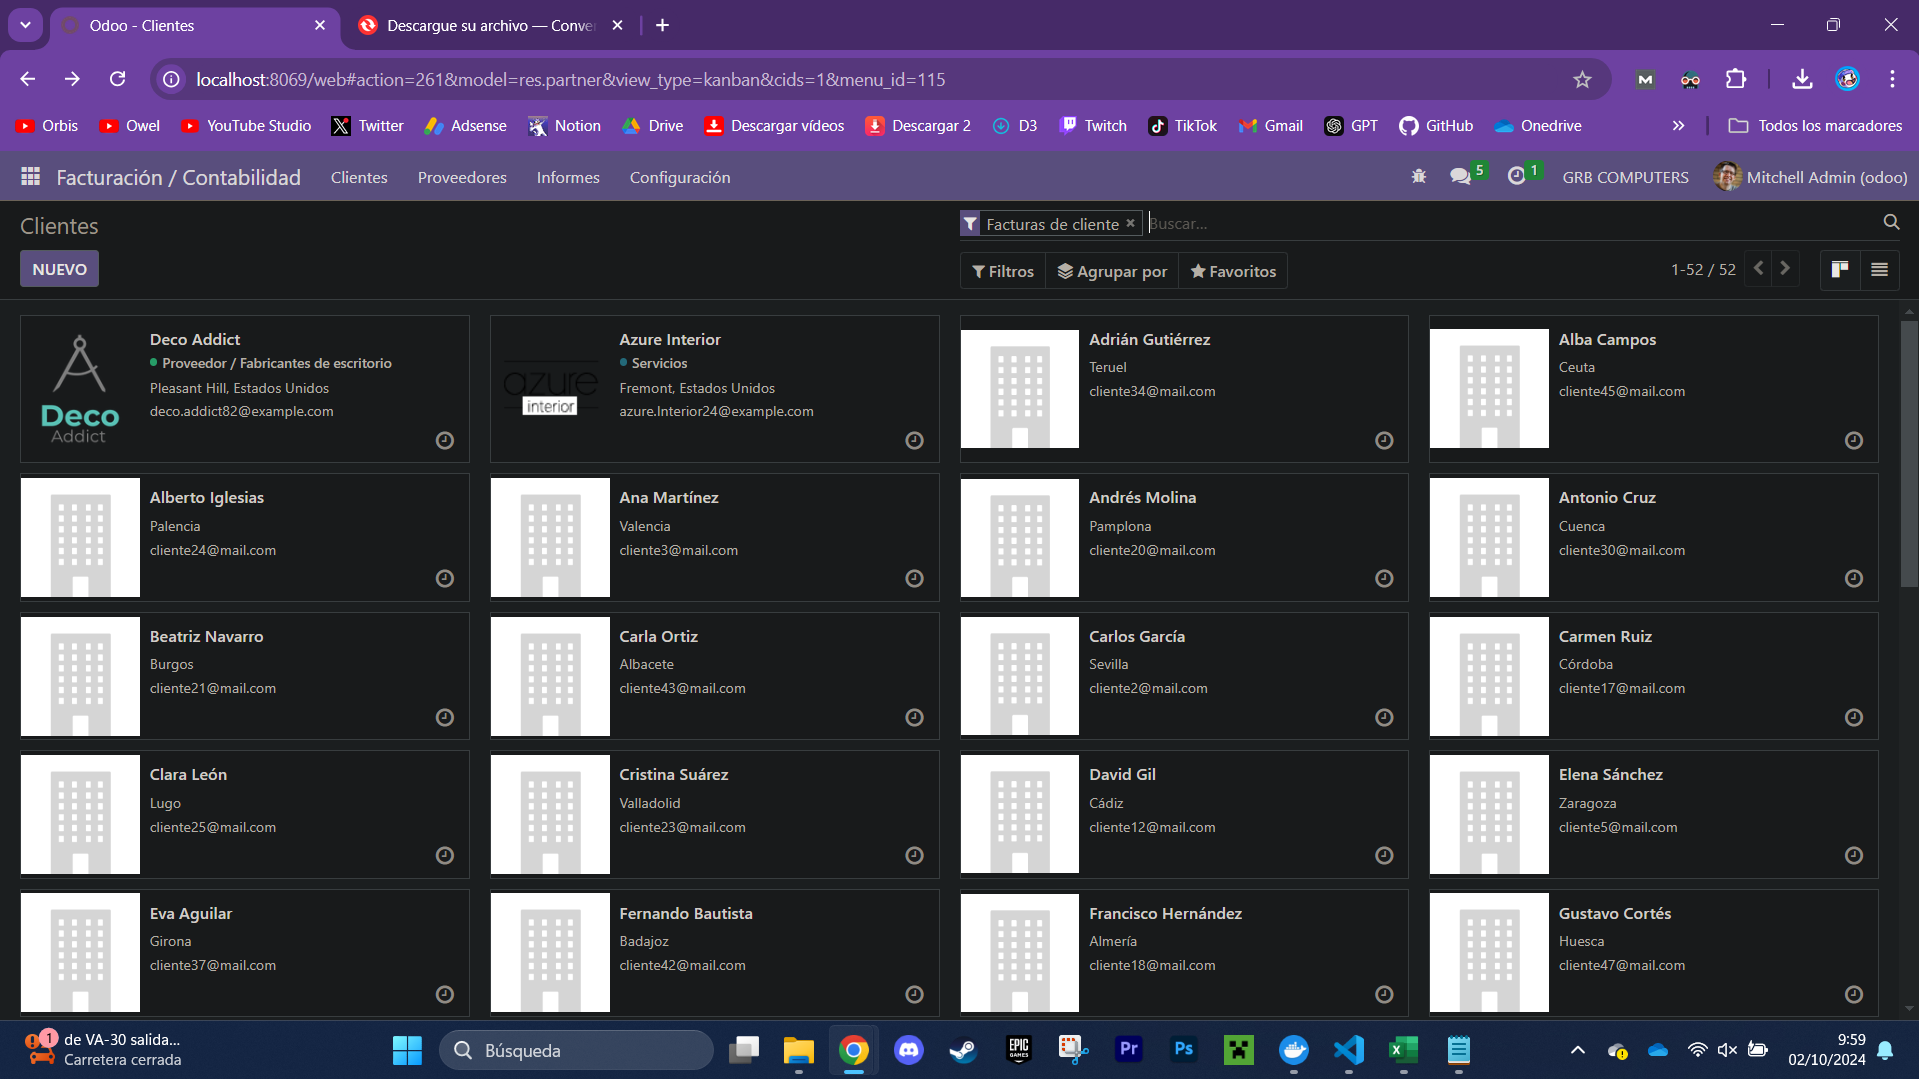 Odoo - Clientes
Descargue su archivo — Conve
localhost:8069/web#action=261&model=res.partner&view_type=kanban&cids=1&menu_id=115
Orbis
Owel
YouTube Studio
Twitter
Adsense
Notion
Drive
Descargar vídeos
Descargar 2
D3
Twitch
TikTok
Gmail
GPT
GitHub
Onedrive
Todos los marcadores
Facturación / Contabilidad
Clientes
Proveedores
Informes
Configuración
5
1
GRB COMPUTERS
Mitchell Admin (odoo)
Clientes
Facturas de cliente
Buscar...
NUEVO
Filtros
Agrupar por
Favoritos
1-52 / 52
Deco Addict
Deco Addict
Proveedor / Fabricantes de escritorio
Pleasant Hill, Estados Unidos
deco.addict82@example.com
azure interior
Azure Interior
Servicios
Fremont, Estados Unidos
azure.Interior24@example.com
Adrián Gutiérrez
Teruel
cliente34@mail.com
Alba Campos
Ceuta
cliente45@mail.com
Alberto Iglesias
Palencia
cliente24@mail.com
Ana Martínez
Valencia
cliente3@mail.com
Andrés Molina
Pamplona
cliente20@mail.com
Antonio Cruz
Cuenca
cliente30@mail.com
Beatriz Navarro
Burgos
cliente21@mail.com
Carla Ortiz
Albacete
cliente43@mail.com
Carlos García
Sevilla
cliente2@mail.com
Carmen Ruiz
Córdoba
cliente17@mail.com
Clara León
Lugo
cliente25@mail.com
Cristina Suárez
Valladolid
cliente23@mail.com
David Gil
Cádiz
cliente12@mail.com
Elena Sánchez
Zaragoza
cliente5@mail.com
Eva Aguilar
Girona
cliente37@mail.com
Fernando Bautista
Badajoz
cliente42@mail.com
Francisco Hernández
Almería
cliente18@mail.com
Gustavo Cortés
Huesca
cliente47@mail.com
1
de VA-30 salida...
Carretera cerrada
Búsqueda
EPIC GAMES
Pr
Ps
9:59
02/10/2024